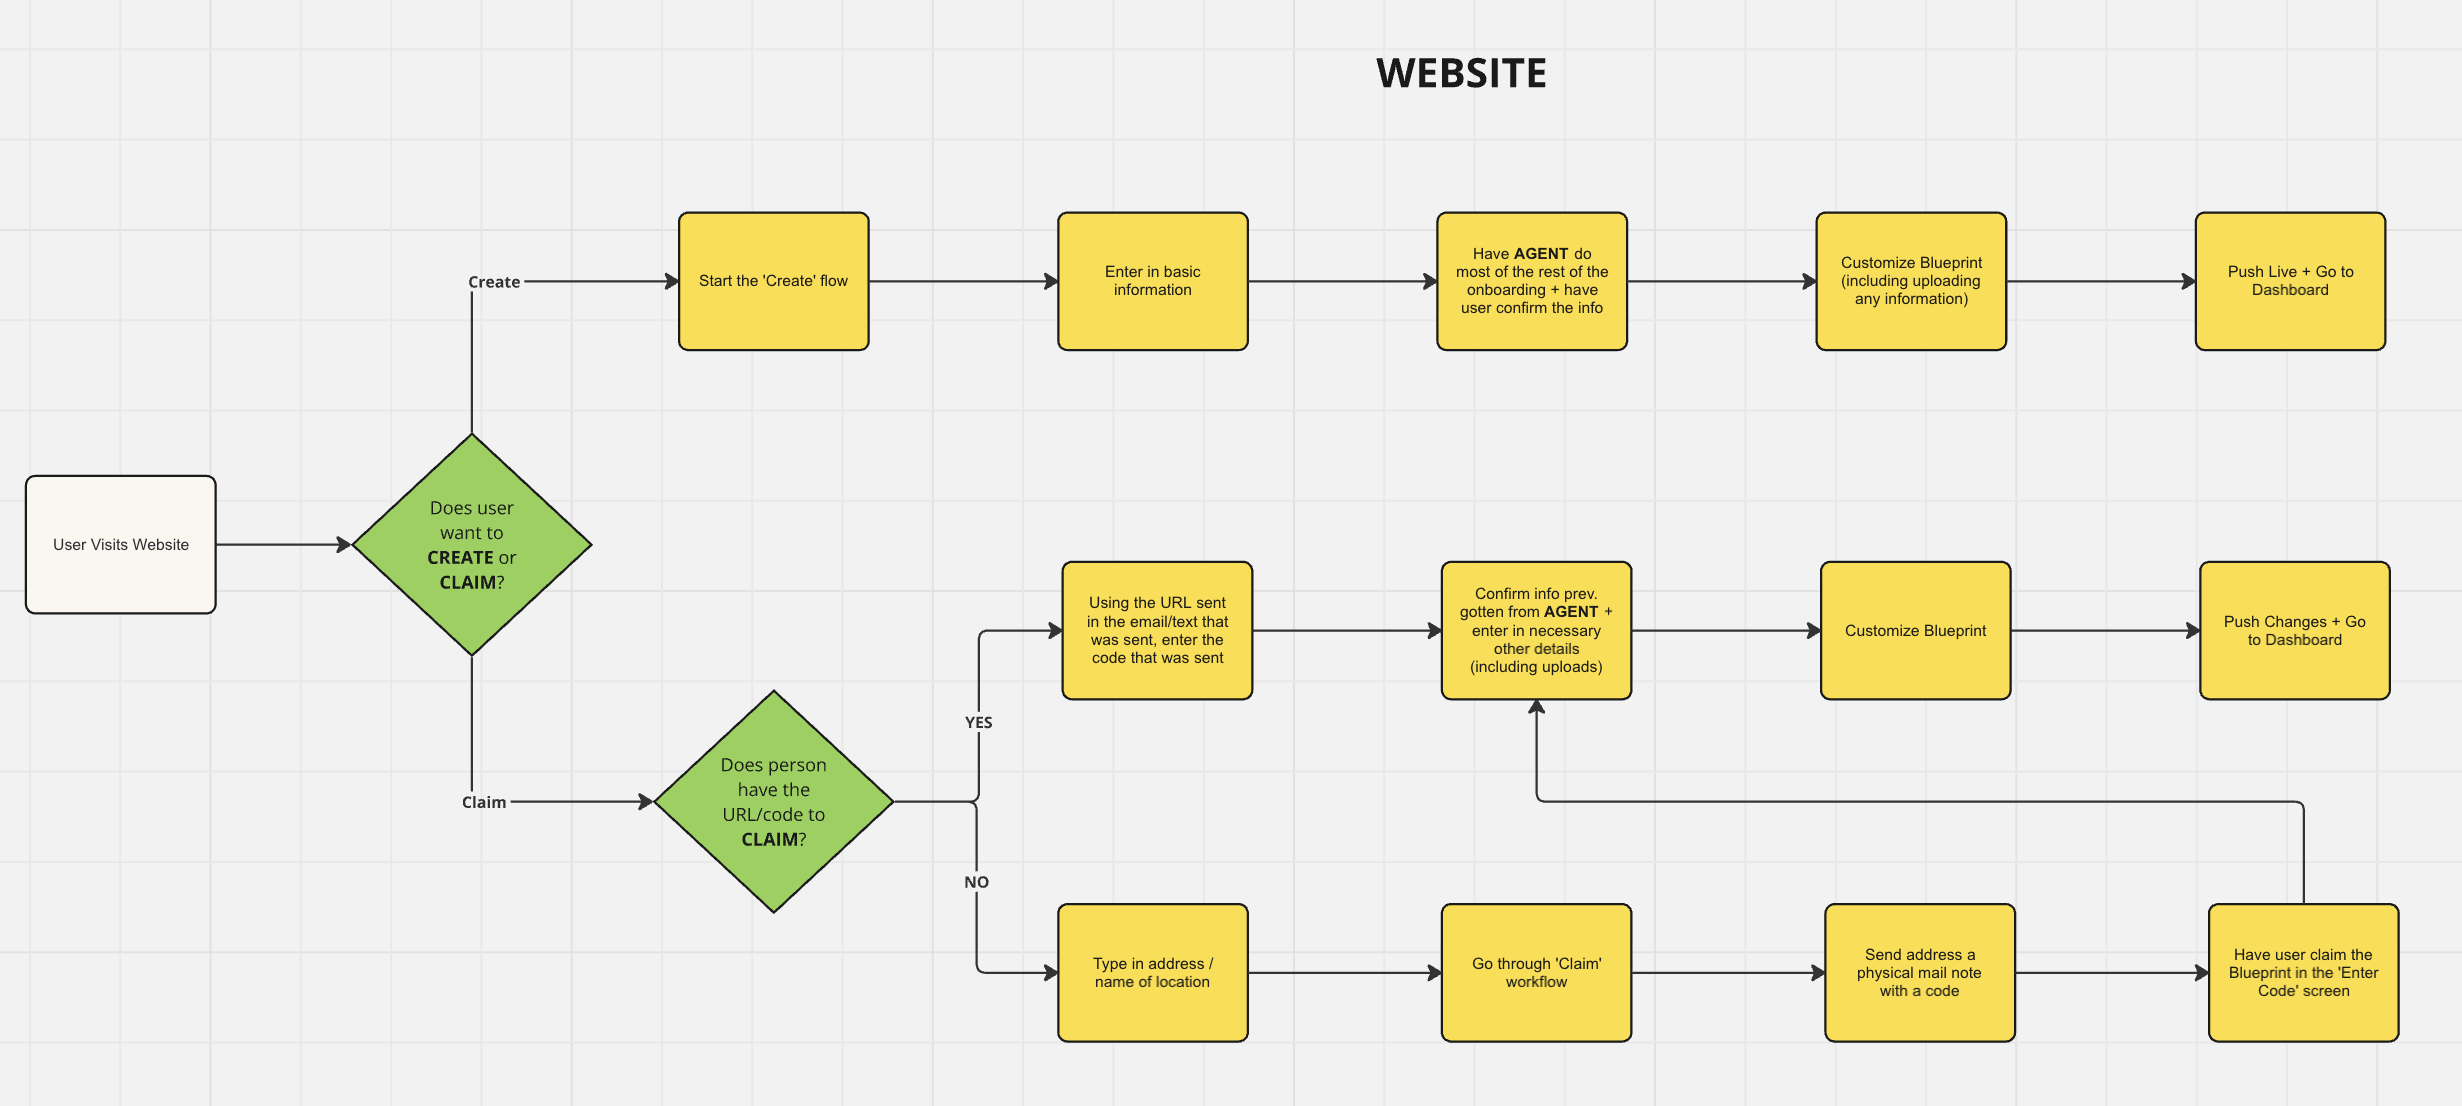 WEBSITE
Create
Start the 'Create' flow
Enter in basic
information
Have AGENT do
most of the rest of the
onboarding + have
user confirm the info
Customize Blueprint
(including uploading
any information)
Push Live + Go to
Dashboard
User Visits Website
Does user
want to
CREATE or
CLAIM?
Claim
Does person
have the
URL/code to
CLAIM?
YES
Using the URL sent
in the email/text that
was sent, enter the
code that was sent
Confirm info prev.
gotten from AGENT +
enter in necessary
other details
(including uploads)
Customize Blueprint
Push Changes + Go
to Dashboard
NO
Type in address /
name of location
Go through 'Claim'
workflow
Send address a
physical mail note
with a code
Have user claim the
Blueprint in the 'Enter
Code' screen